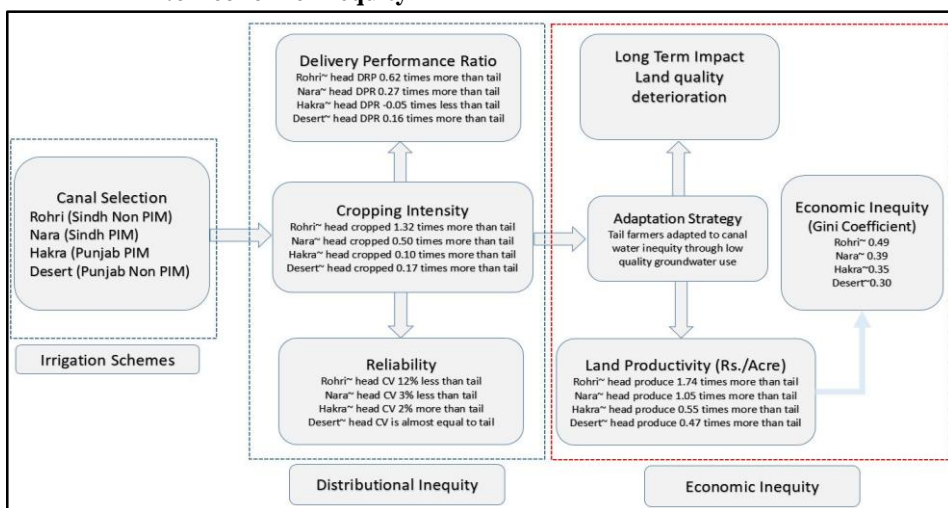 Canal Selection
Rohri (Sindh Non PIM)
Nara (Sindh PIM)
Hakra (Punjab PIM
Desert (Punjab Non PIM)
Irrigation Schemes
Delivery Performance Ratio
Rohri~ head DRP 0.62 times more than tail
Nara~ head DPR 0.27 times more than tail
Hakra~ head DPR -0.05 times less than tail
Desert~ head DPR 0.16 times more than tail
Cropping Intensity
Rohri~ head cropped 1.32 times more than tail
Nara~ head cropped 0.50 times more than tail
Hakra~ head cropped 0.10 times more than tail
Desert~ head cropped 0.17 times more than tail
Reliability
Rohri~ head CV 12% less than tail
Nara~ head CV 3% less than tail
Hakra~ head CV 2% more than tail
Desert~ head CV is almost equal to tail
Distributional Inequity
Long Term Impact
Land quality
deterioration
Adaptation Strategy
Tail farmers adapted to canal
water inequity through low
quality groundwater use
Economic Inequity
(Gini Coefficient)
Rohri~ 0.49
Nara~ 0.39
Hakra~0.35
Desert~0.30
Land Productivity (Rs./Acre)
Rohri~ head produce 1.74 times more than tail
Nara~ head produce 1.05 times more than tail
Hakra~ head produce 0.55 times more than tail
Desert~ head produce 0.47 times more than tail
Economic Inequity